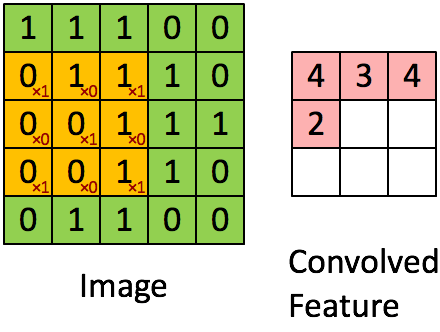 1 1 1 0 0
0×1 1×0 1×1 1 0
0×0 0×1 1×0 1 1
0×1 0×0 1×1 1 0
0 1 1 0 0
Image
4 3 4
2
Convolved
Feature